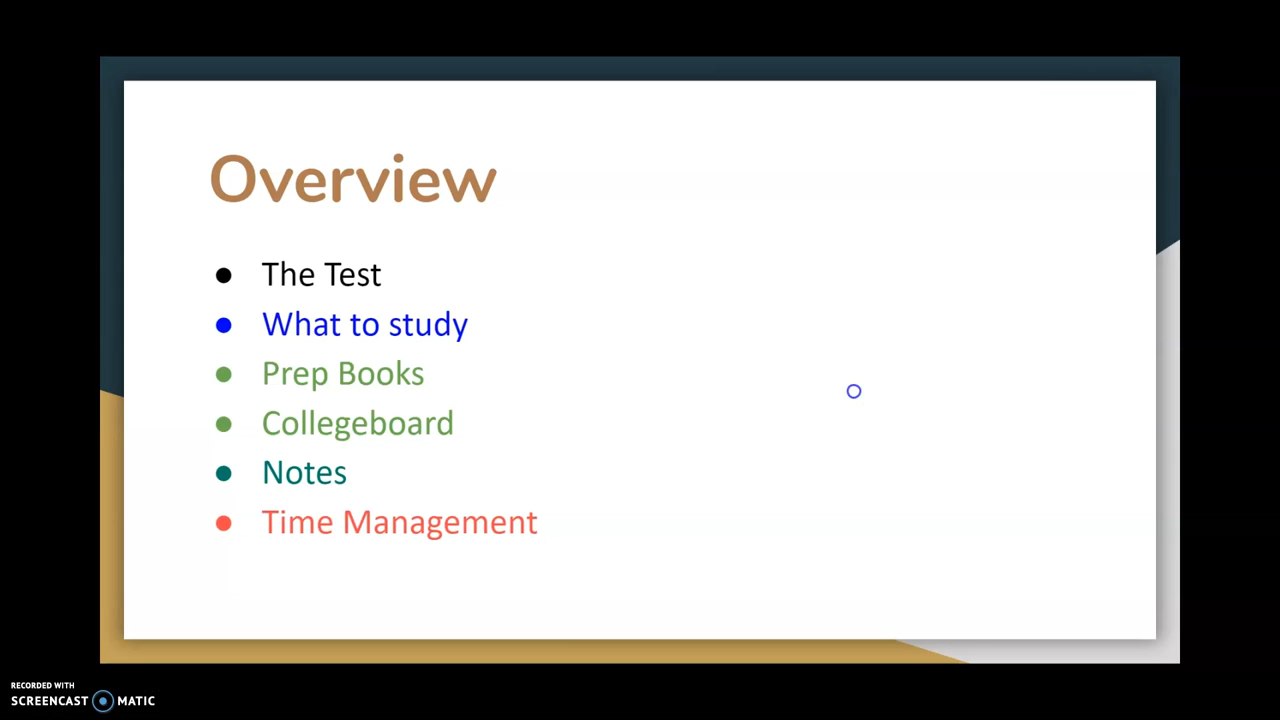 Overview
● The Test
● What to study
● Prep Books
● Collegeboard
● Notes
● Time Management
RECORDED WITH
SCREENCAST MATIC